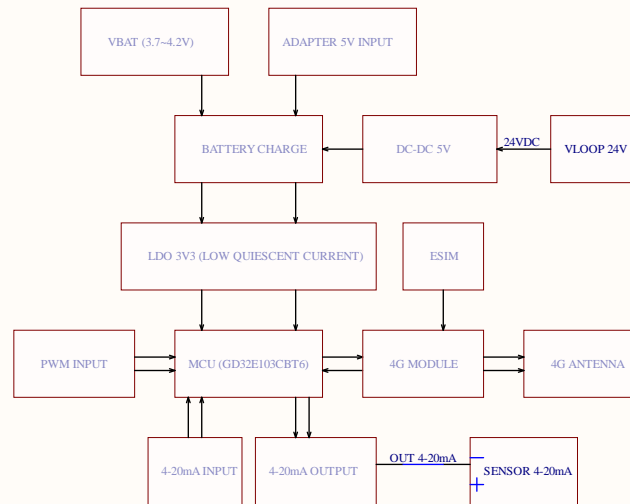 VBAT (3.7~4.2V)
ADAPTER 5V INPUT
BATTERY CHARGE
DC-DC 5V
24VDC
VLOOP 24V
LDO 3V3 (LOW QUIESCENT CURRENT)
ESIM
PWM INPUT
MCU (GD32E103CBT6)
4G MODULE
4G ANTENNA
4-20mA INPUT
4-20mA OUTPUT
OUT 4-20mA
SENSOR 4-20mA